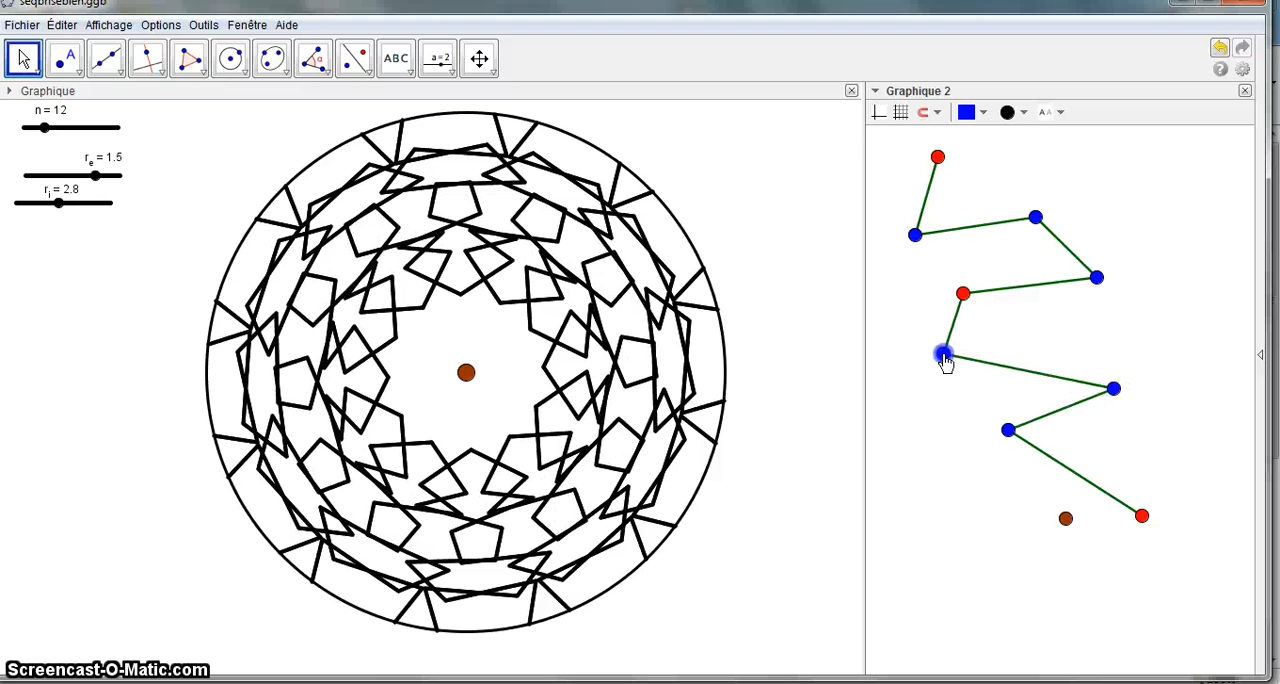 seqbrisebien.ggb
Fichier Éditer Affichage Options Outils Fenêtre Aide
A
ABC
a=2
Graphique
Graphique 2
n = 12
re = 1.5
ri = 2.8
A A
Screencast-O-Matic.com